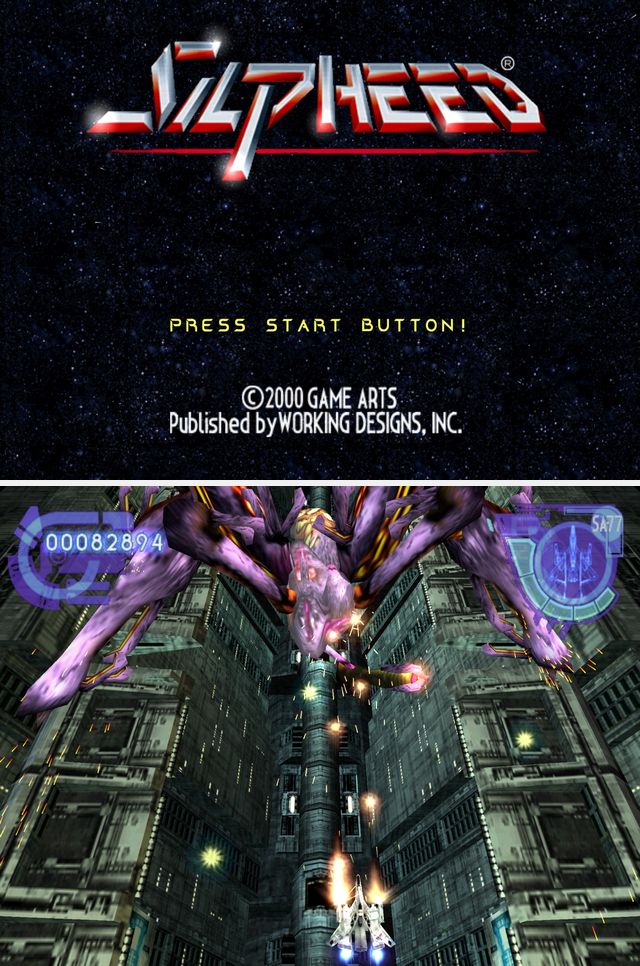 SILPHEED®
PRESS START BUTTON!
©2000 GAME ARTS
Published by WORKING DESIGNS, INC.
00082894
SA77